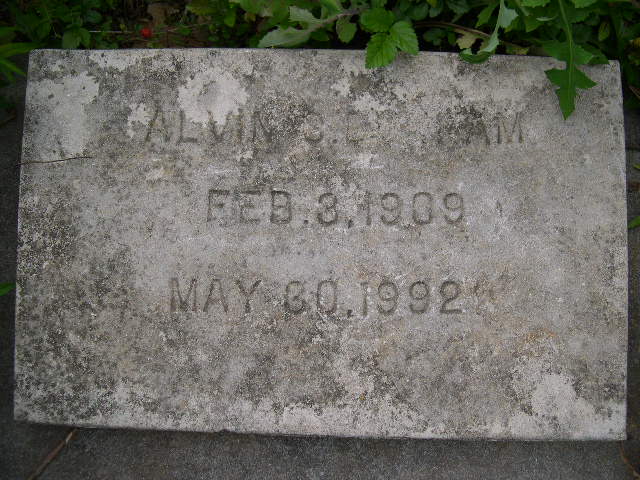 ALVIN
FEB. 3, 1909
MAY 30, 1992